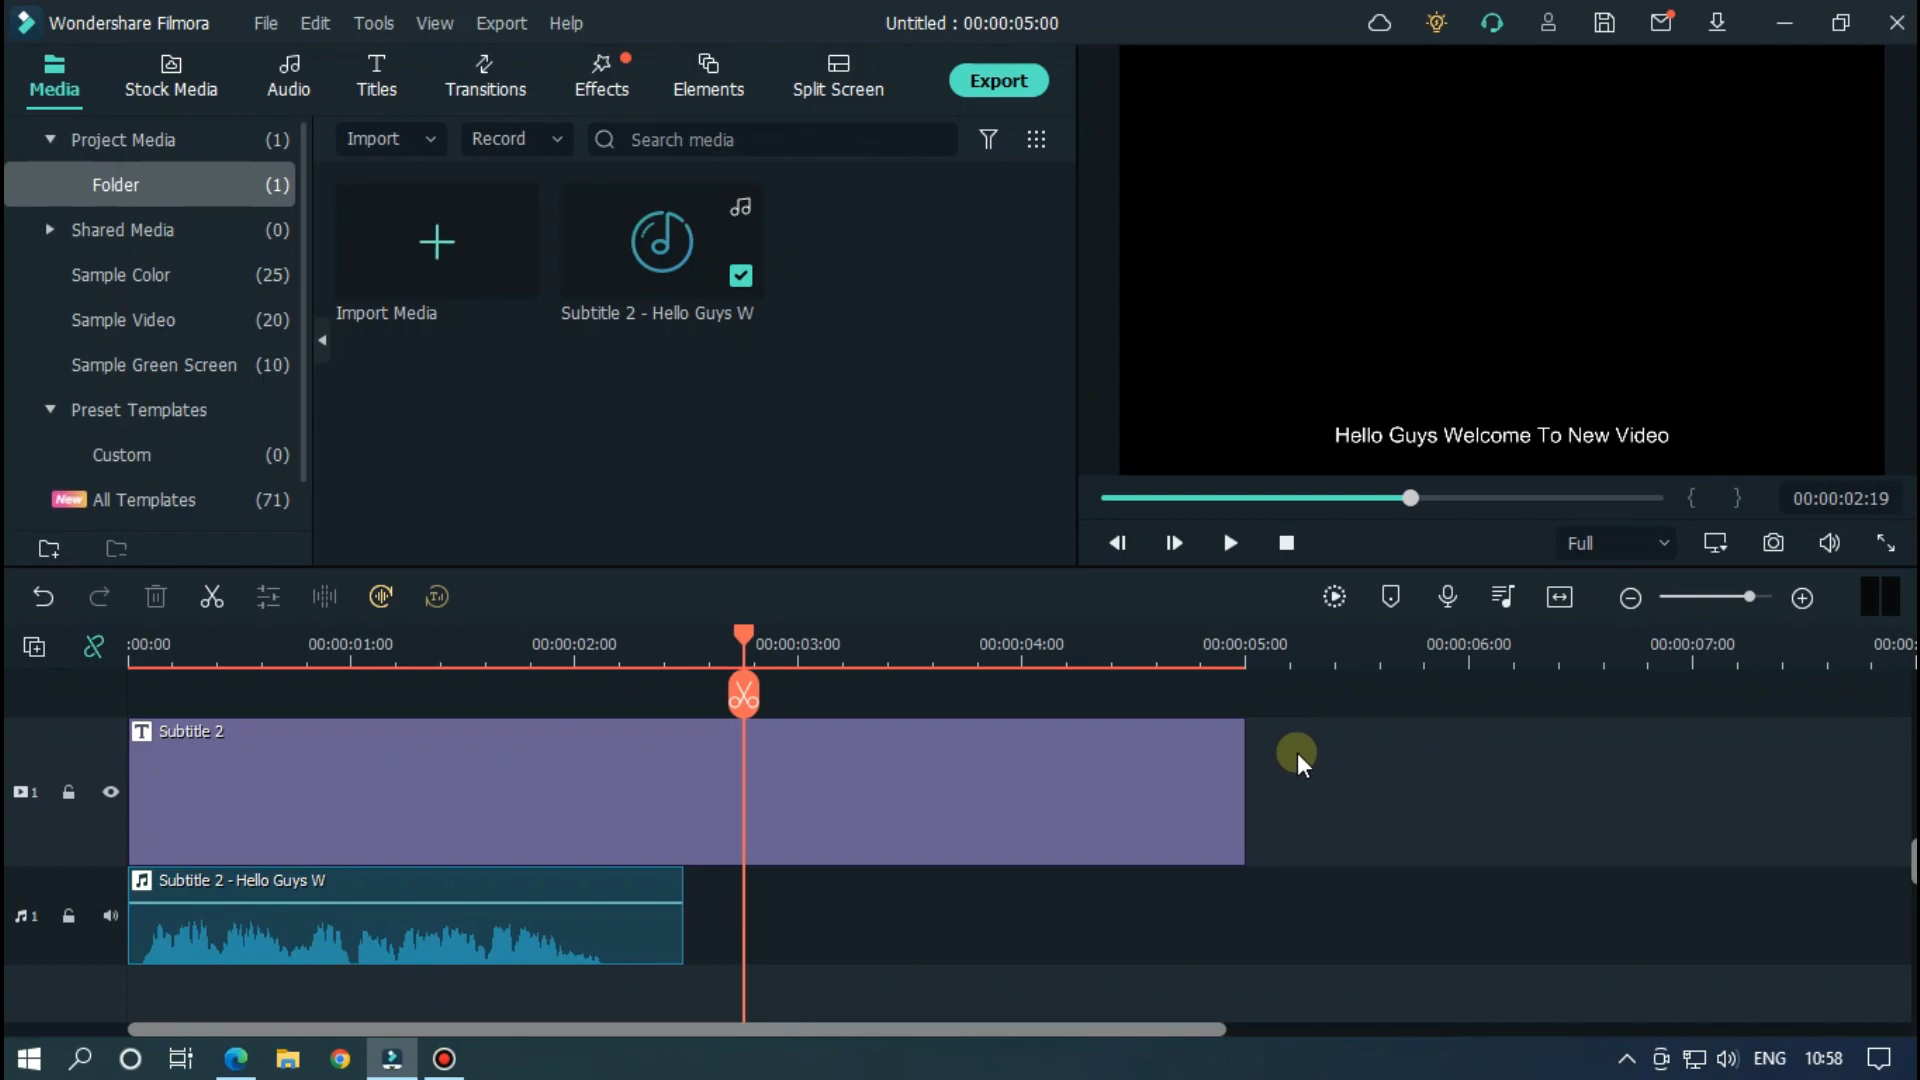 Wondershare Filmora File Edit Tools View Export Help Untitled : 00:00:05:00
Media Stock Media Audio Titles Transitions Effects Elements Split Screen Export
Project Media (1)
Folder (1)
Shared Media (0)
Sample Color (25)
Sample Video (20)
Sample Green Screen (10)
Preset Templates
Custom (0)
New All Templates (71)
Import Record Search media
Import Media Subtitle 2 - Hello Guys W
Hello Guys Welcome To New Video
{ } 00:00:02:19
Full
:00:00 00:00:01:00 00:00:02:00 00:00:03:00 00:00:04:00 00:00:05:00 00:00:06:00 00:00:07:00 00:00:
T Subtitle 2
1
Subtitle 2 - Hello Guys W
1
ENG 10:58